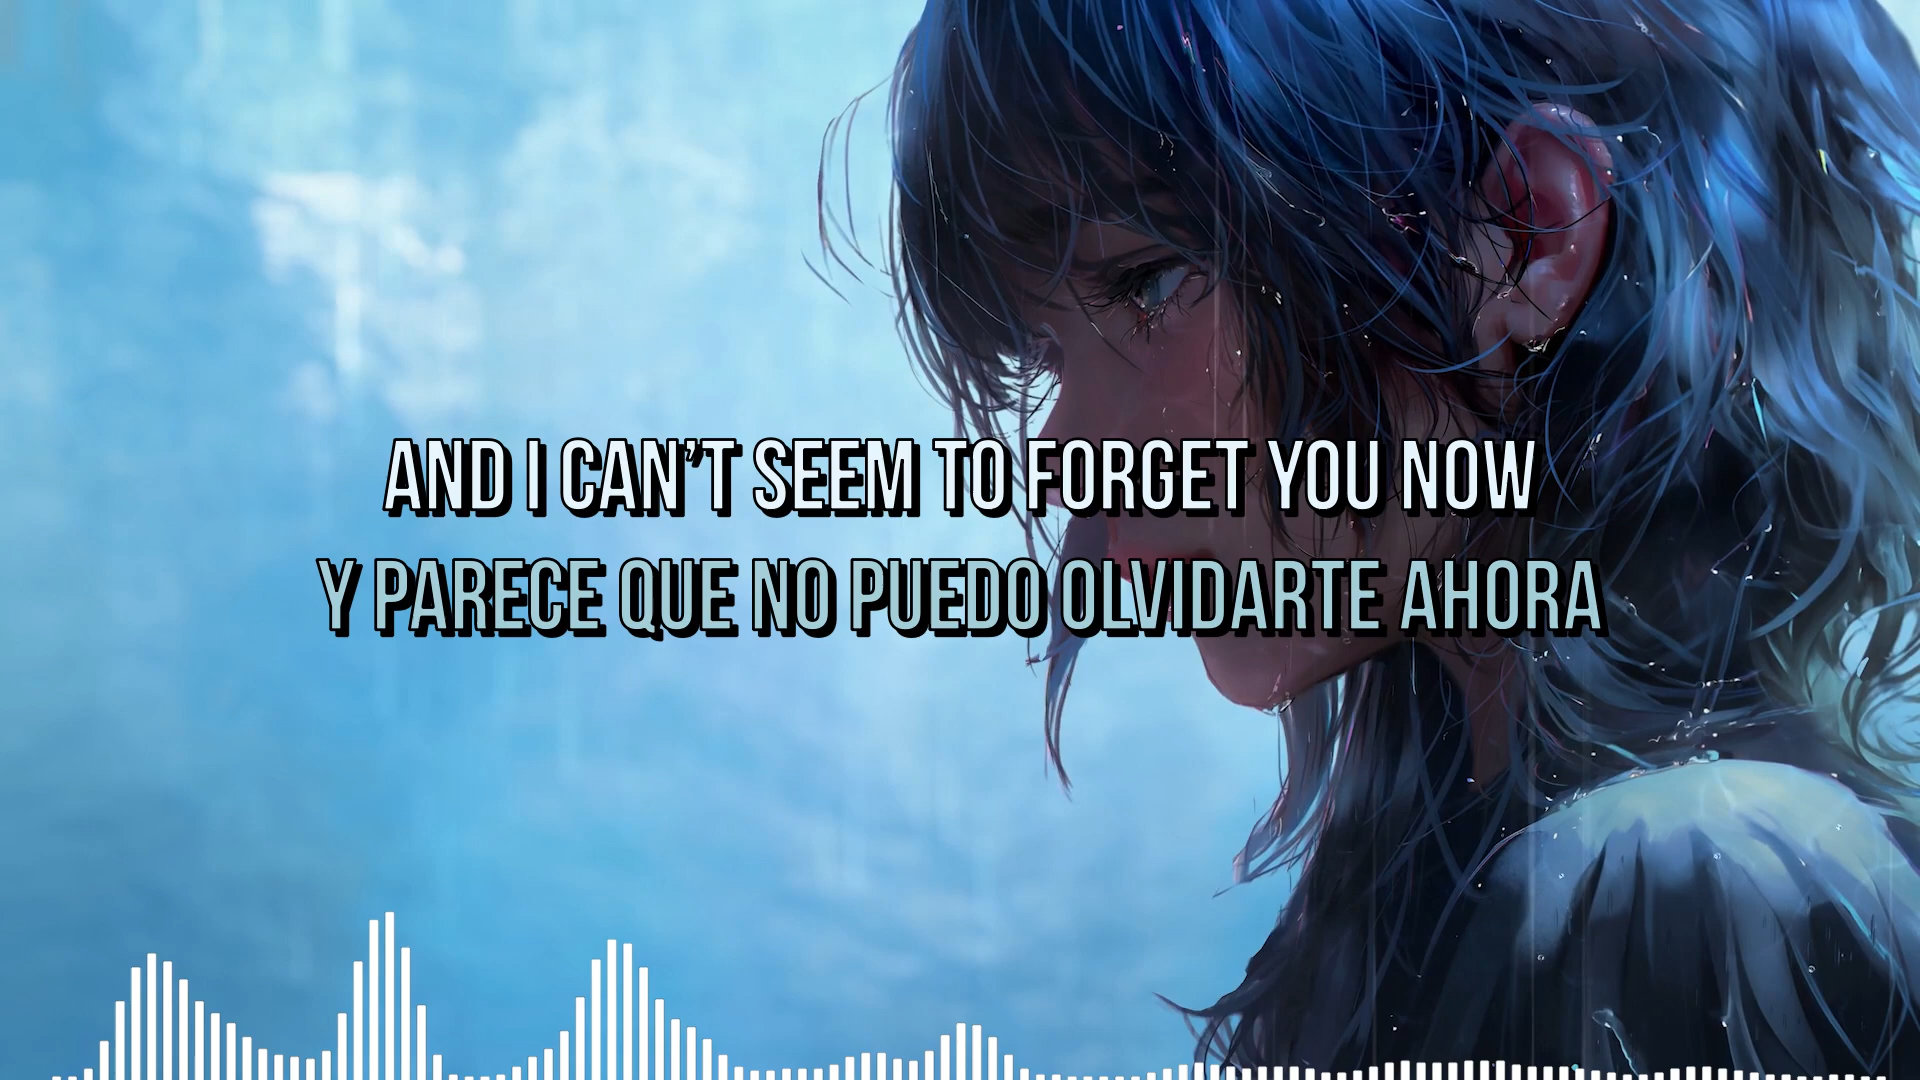 AND I CAN’T SEEM TO FORGET YOU NOW
Y PARECE QUE NO PUEDO OLVIDARTE AHORA